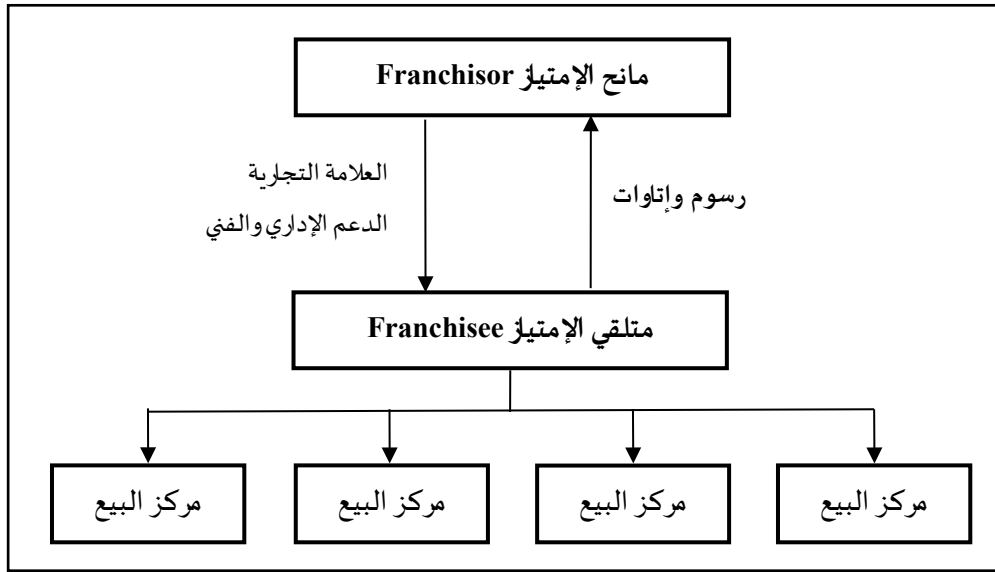 مانح الإمتياز Franchisor
العلامة التجارية
الدعم الإداري والفني
رسوم وإتاوات
متلقي الإمتياز Franchisee
مركز البيع
مركز البيع
مركز البيع
مركز البيع